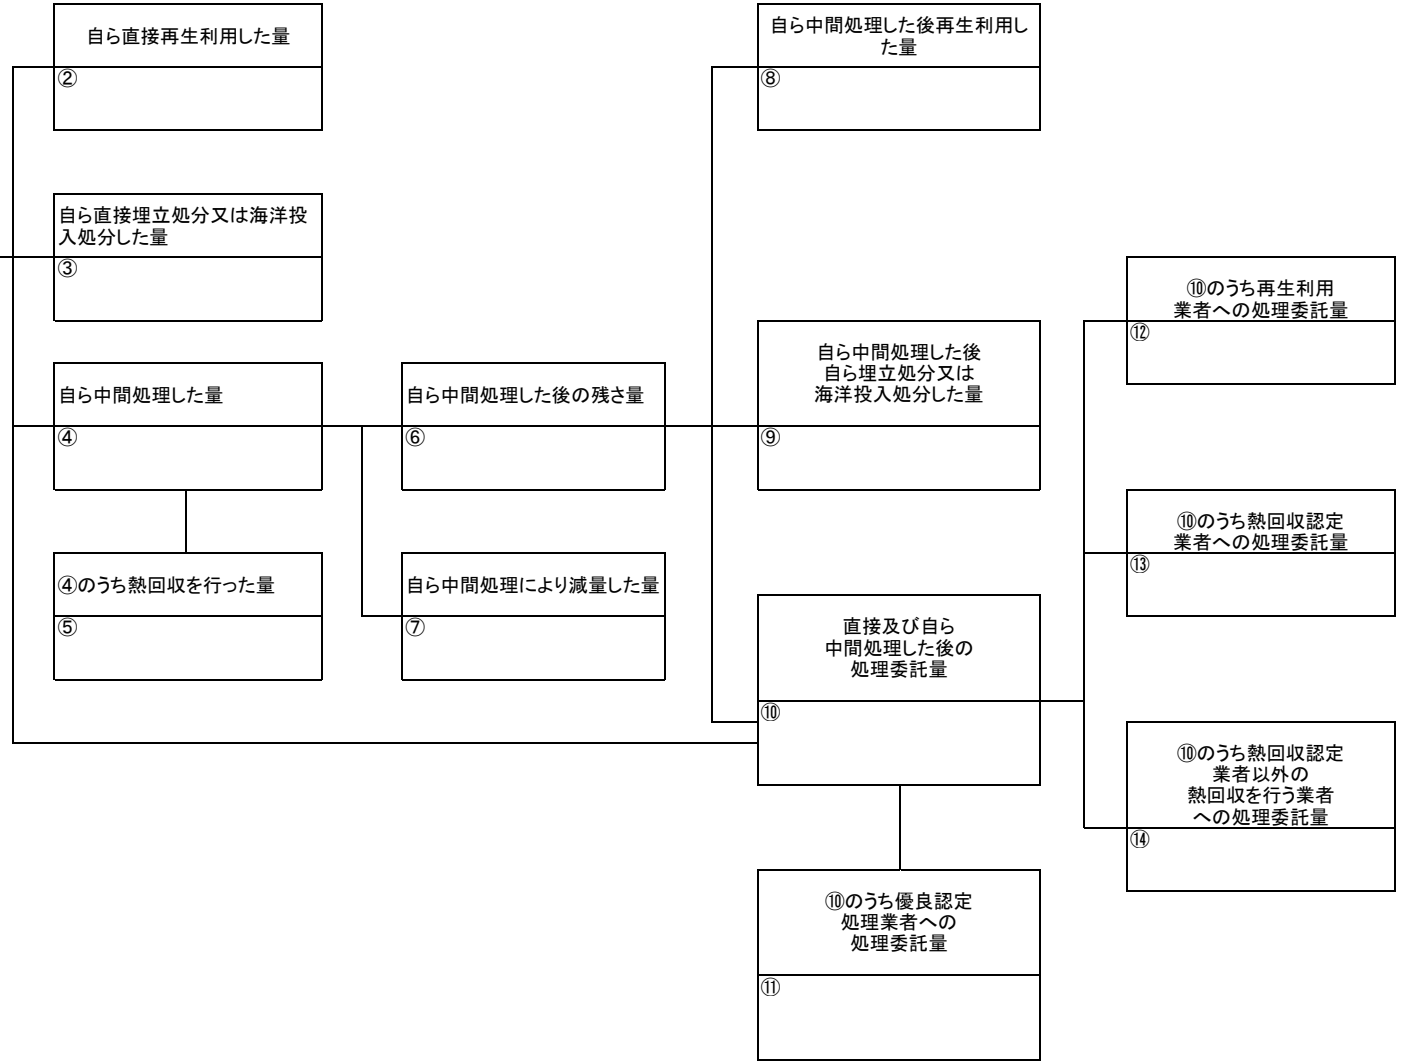 自ら直接再生利用した量
②
自ら直接埋立処分又は海洋投
入処分した量
③
自ら中間処理した量
④
④のうち熱回収を行った量
⑤
自ら中間処理した後の残さ量
⑥
自ら中間処理により減量した量
⑦
自ら中間処理した後再生利用し
た量
⑧
自ら中間処理した後
自ら埋立処分又は
海洋投入処分した量
⑨
直接及び自ら
中間処理した後の
処理委託量
⑩
⑩のうち優良認定
処理業者への
処理委託量
⑪
⑩のうち再生利用
業者への処理委託量
⑫
⑩のうち熱回収認定
業者への処理委託量
⑬
⑩のうち熱回収認定
業者以外の
熱回収を行う業者
への処理委託量
⑭